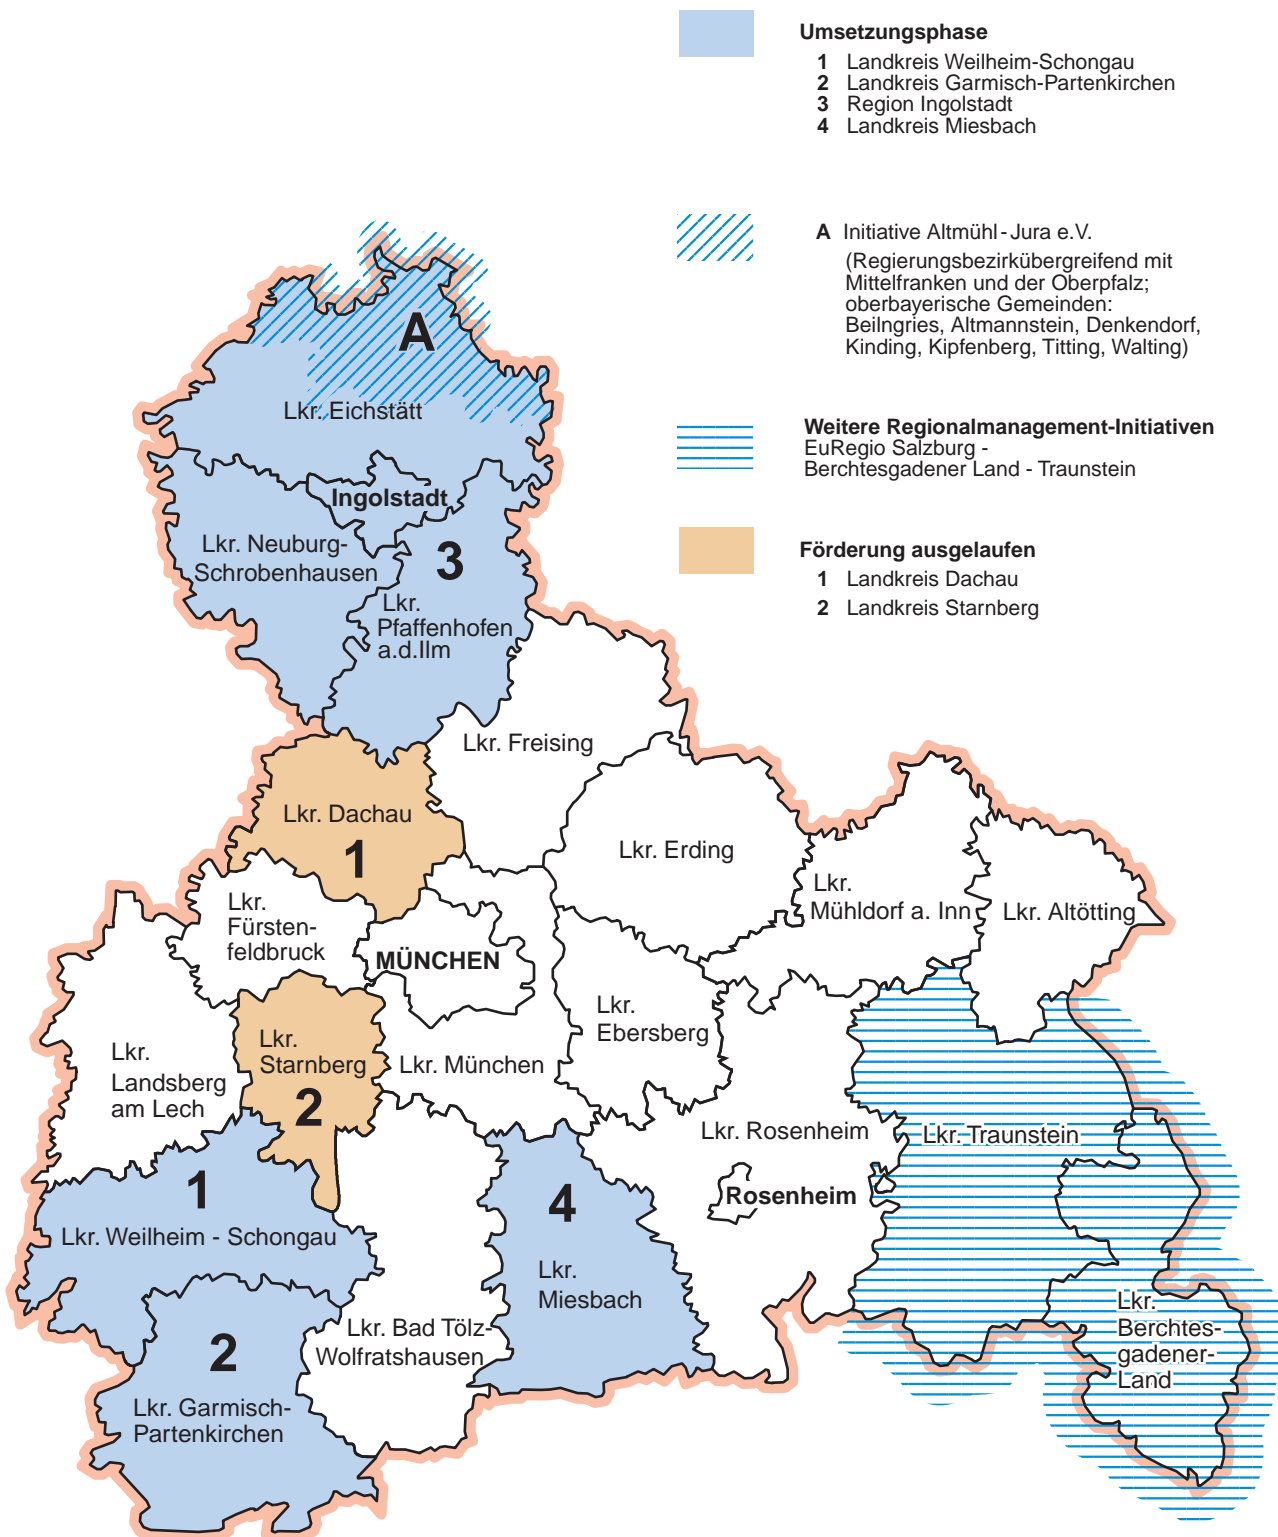 Umsetzungsphase
1 Landkreis Weilheim-Schongau
2 Landkreis Garmisch-Partenkirchen
3 Region Ingolstadt
4 Landkreis Miesbach
A Initiative Altmühl-Jura e.V.
(Regierungsbezirkübergreifend mit
Mittelfranken und der Oberpfalz;
oberbayerische Gemeinden:
Beilngries, Altmannstein, Denkendorf,
Kinding, Kipfenberg, Titting, Walting)
Weitere Regionalmanagement-Initiativen
EuRegio Salzburg -
Berchtesgadener Land - Traunstein
Förderung ausgelaufen
1 Landkreis Dachau
2 Landkreis Starnberg
A
Lkr. Eichstätt
Ingolstadt
Lkr. Neuburg-
Schrobenhausen
3
Lkr.
Pfaffenhofen
a.d.Ilm
Lkr. Freising
Lkr. Dachau
1
Lkr. Erding
Lkr.
Mühldorf a. Inn
Lkr. Altötting
Lkr.
Fürsten-
feldbruck
MÜNCHEN
Lkr.
Ebersberg
Lkr.
Starnberg
2
Lkr. München
Lkr.
Landsberg
am Lech
Lkr. Rosenheim
Rosenheim
Lkr. Traunstein
1
Lkr. Weilheim - Schongau
4
Lkr.
Miesbach
Lkr. Bad Tölz-
Wolfratshausen
2
Lkr. Garmisch-
Partenkirchen
Lkr.
Berchtes-
gadener-
Land